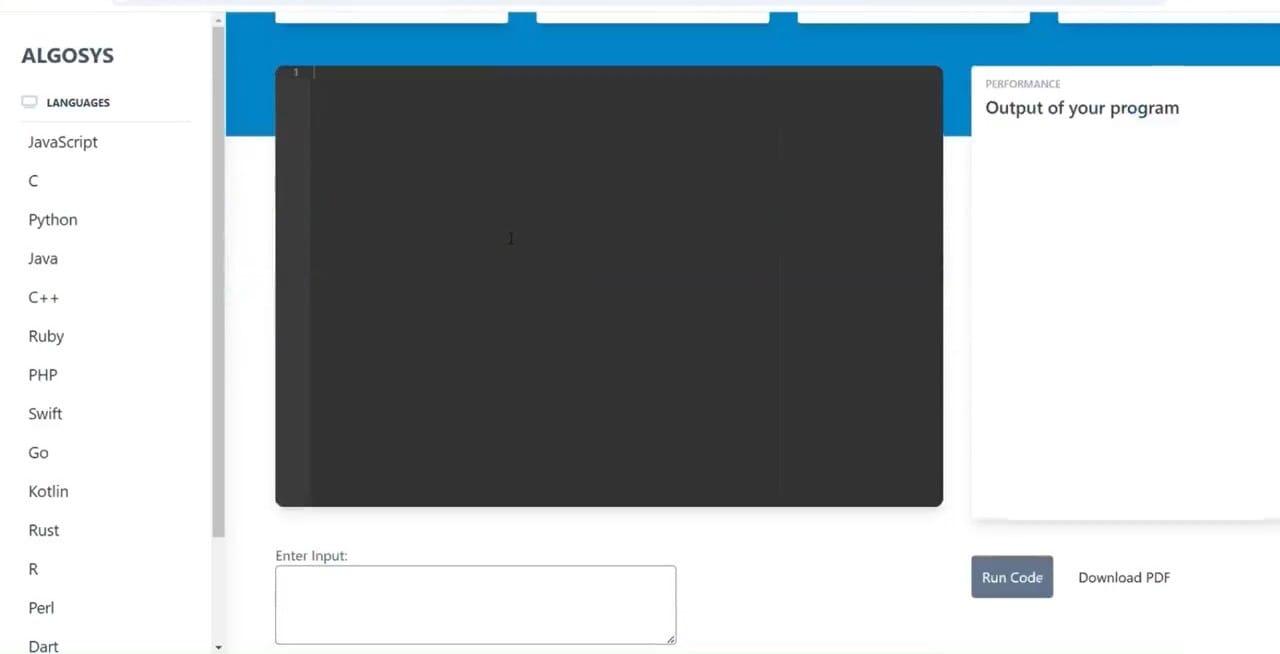 ALGOSYS
LANGUAGES
JavaScript
C
Python
Java
C++
Ruby
PHP
Swift
Go
Kotlin
Rust
R
Perl
Dart
1
Enter Input:
PERFORMANCE
Output of your program
Run Code
Download PDF